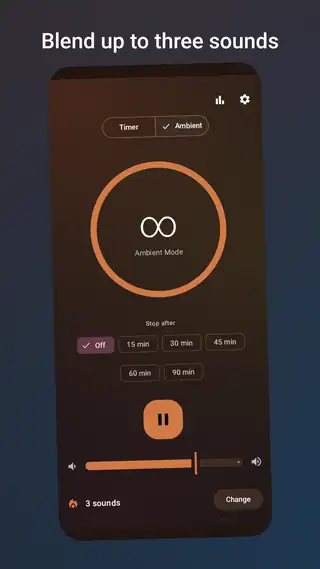 Blend up to three sounds
Timer
Ambient
Ambient Mode
Stop after
Off
15 min
30 min
45 min
60 min
90 min
3 sounds
Change